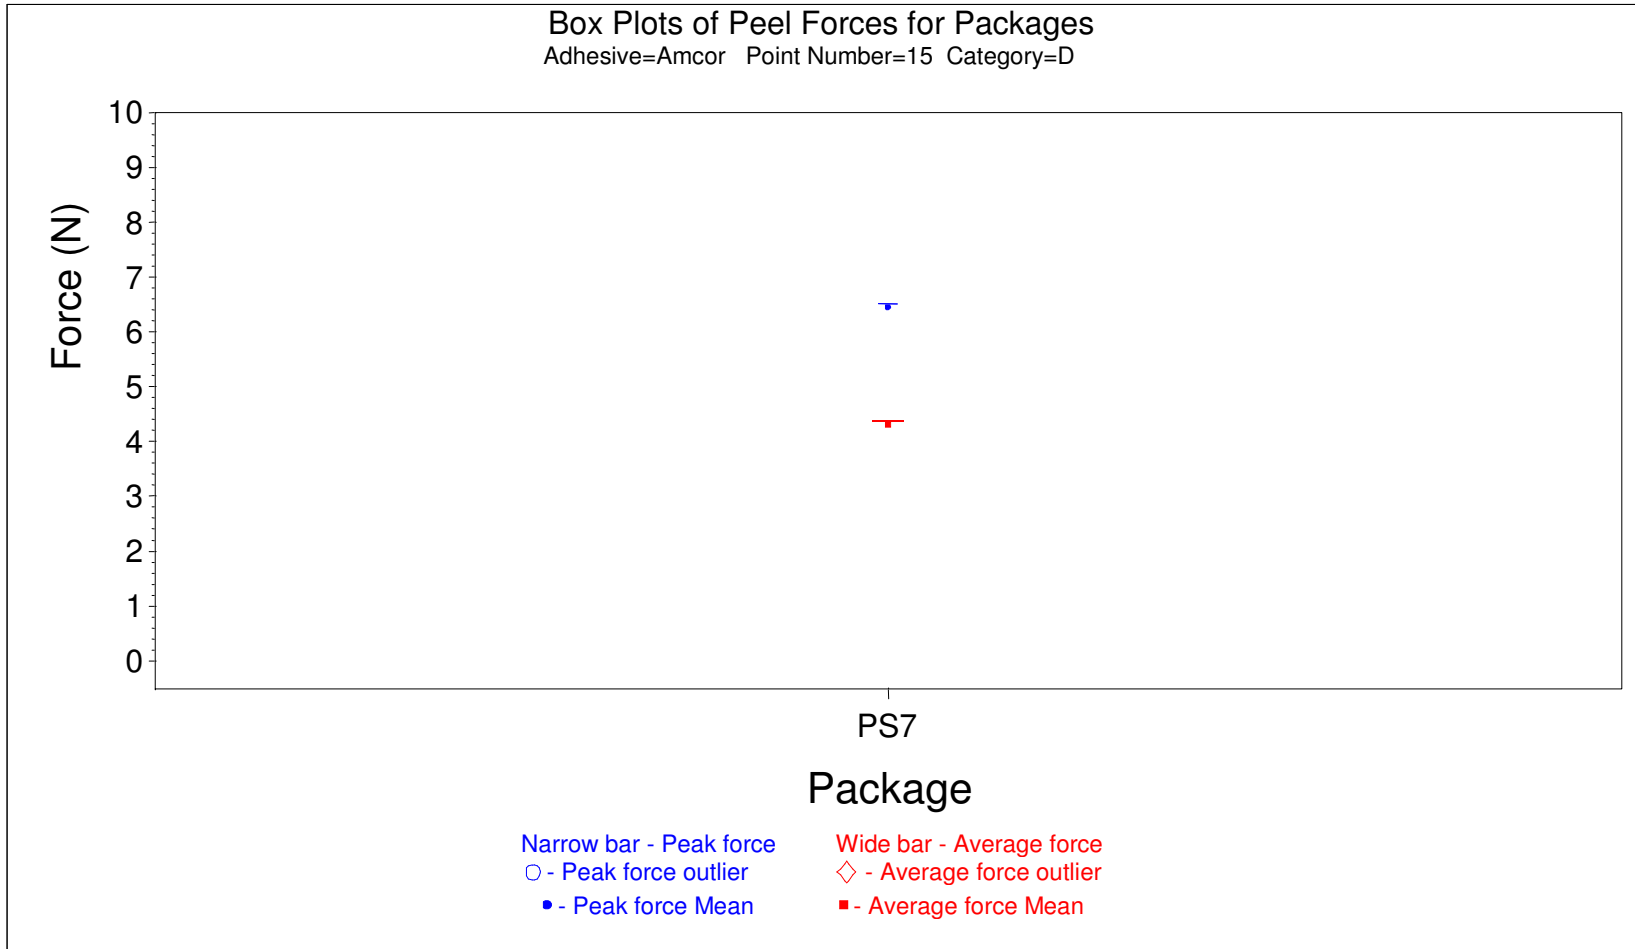 Box Plots of Peel Forces for Packages
Adhesive=Amcor Point Number=15 Category=D
10
9
8
7
6
5
4
3
2
1
0
Force (N)
PS7
Package
Narrow bar - Peak force
Wide bar - Average force
- Peak force outlier
- Average force outlier
- Peak force Mean
- Average force Mean